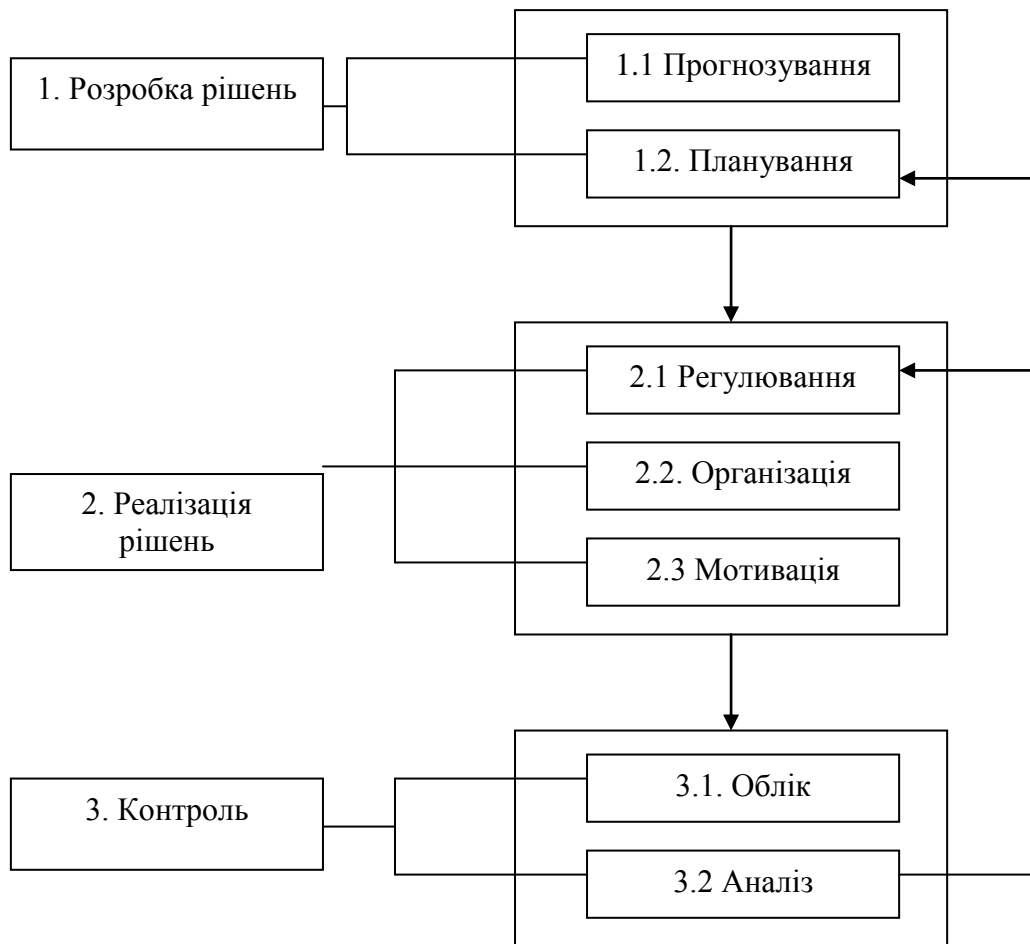 1. Розробка рішень
1.1 Прогнозування
1.2. Планування
2. Реалізація
рішень
2.1 Регулювання
2.2. Організація
2.3 Мотивація
3. Контроль
3.1. Облік
3.2 Аналіз